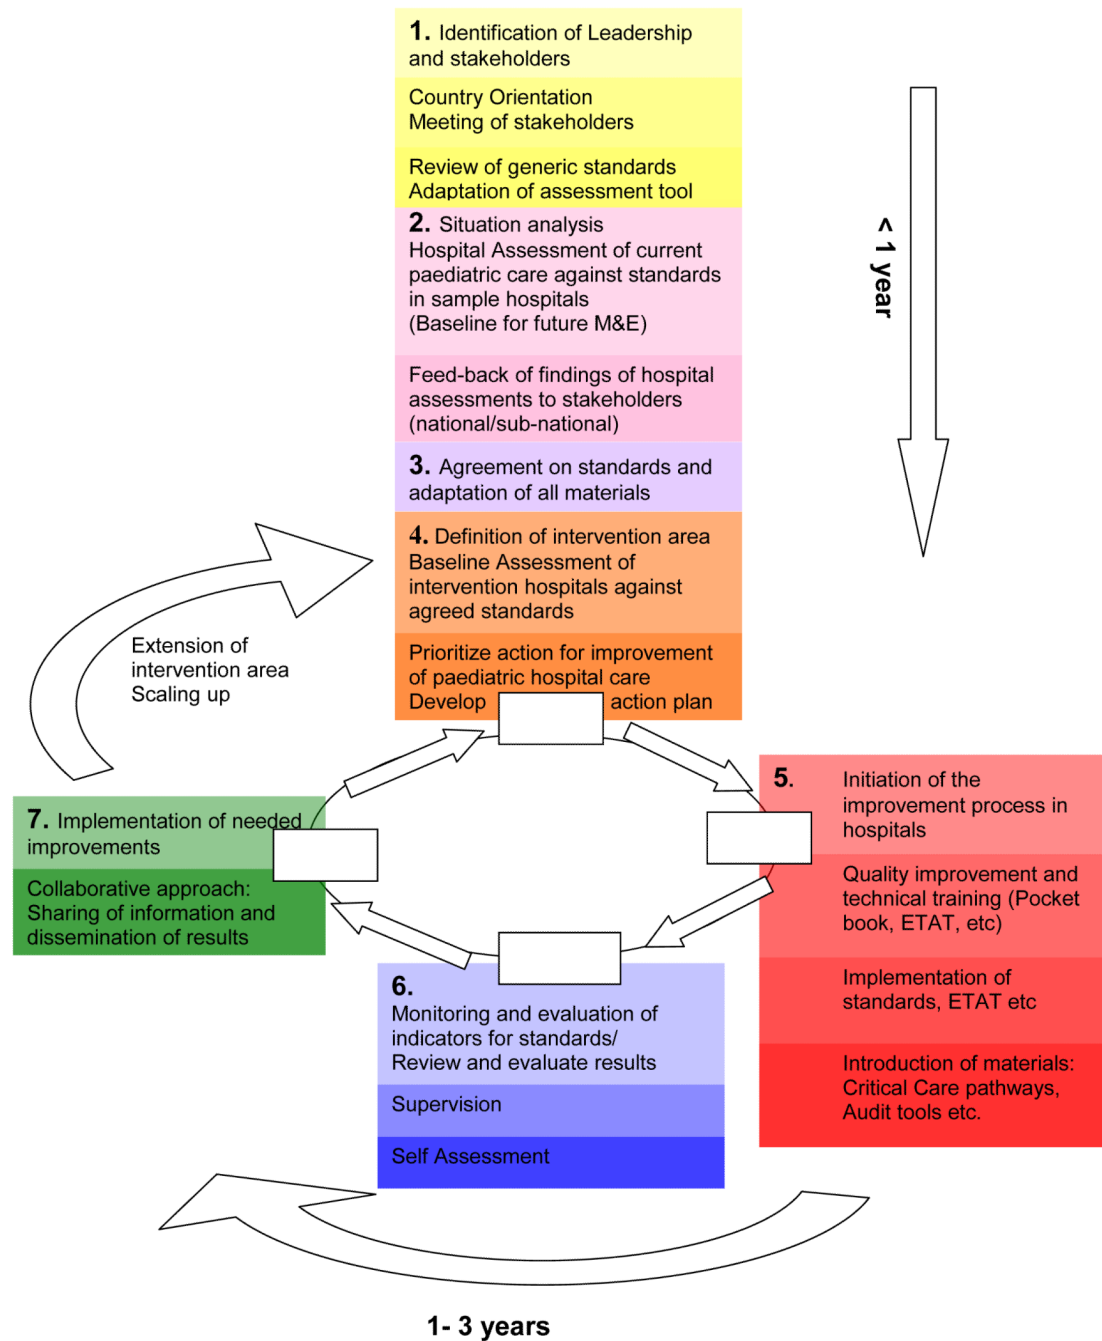 1. Identification of Leadership
and stakeholders
Country Orientation
Meeting of stakeholders
Review of generic standards
Adaptation of assessment tool
2. Situation analysis
Hospital Assessment of current
paediatric care against standards
in sample hospitals
(Baseline for future M&E)
Feed-back of findings of hospital
assessments to stakeholders
(national/sub-national)
3. Agreement on standards and
adaptation of all materials
4. Definition of intervention area
Baseline Assessment of
intervention hospitals against
agreed standards
Prioritize action for improvement
of paediatric hospital care
Develop action plan
< 1 year
Extension of
intervention area
Scaling up
5. Initiation of the
improvement process in
hospitals
Quality improvement and
technical training (Pocket
book, ETAT, etc)
Implementation of
standards, ETAT etc
Introduction of materials:
Critical Care pathways,
Audit tools etc.
6.
Monitoring and evaluation of
indicators for standards/
Review and evaluate results
Supervision
Self Assessment
7. Implementation of needed
improvements
Collaborative approach:
Sharing of information and
dissemination of results
1- 3 years